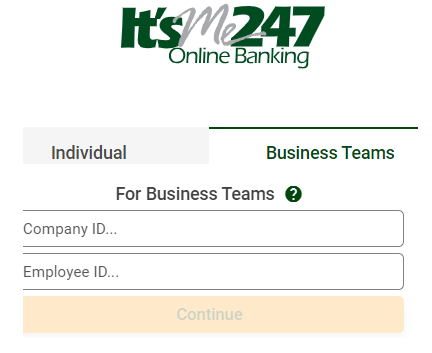 It's Me 247
Online Banking
Individual
Business Teams
For Business Teams ?
Company ID...
Employee ID...
Continue